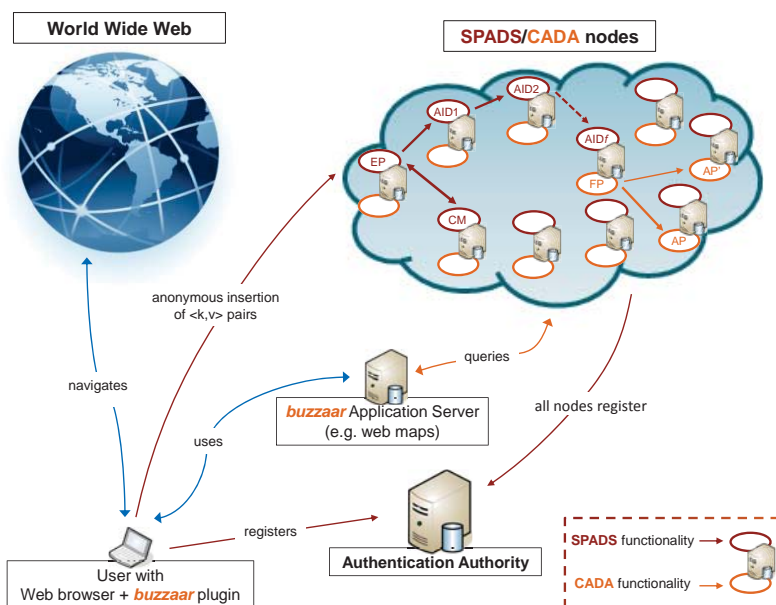 World Wide Web
SPADS/CADA nodes
AID1
AID2
AIDf
EP
CM
FP
AP'
AP
anonymous insertion
of <k,v> pairs
navigates
queries
uses
all nodes register
buzzaar Application Server
(e.g. web maps)
registers
Authentication Authority
User with
Web browser + buzzaar plugin
SPADS functionality
CADA functionality